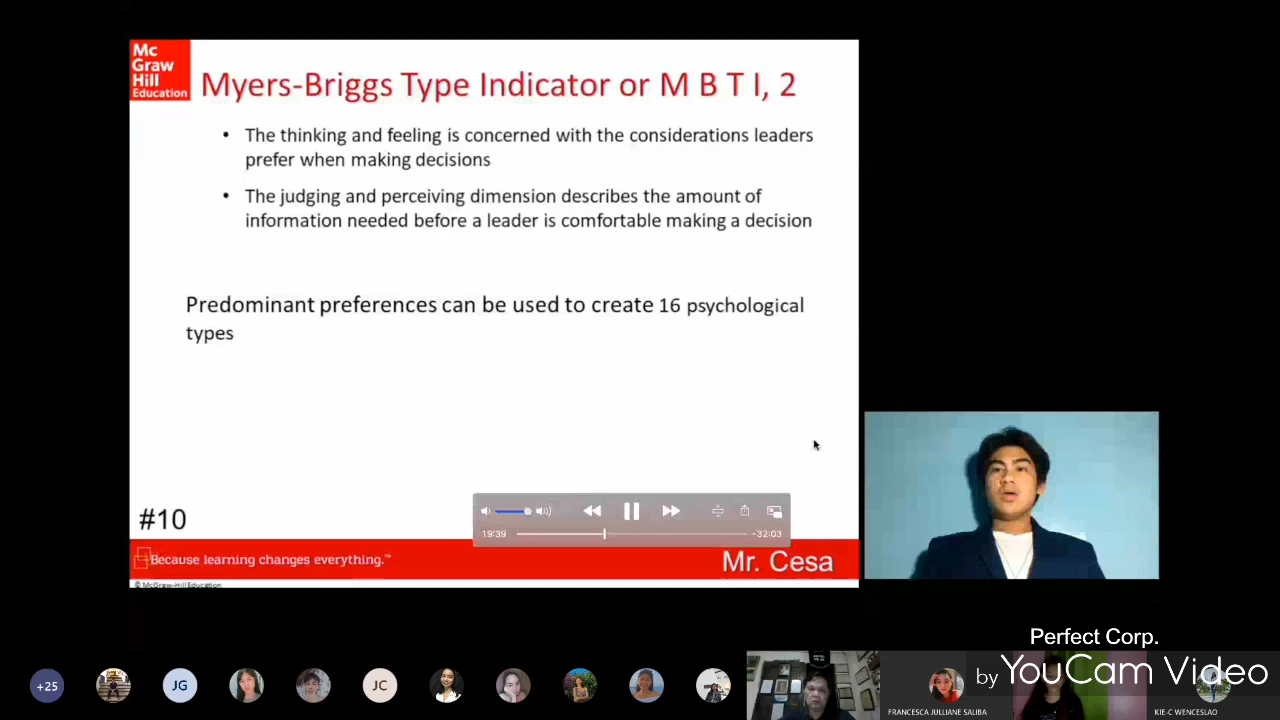 Mc
Graw
Hill
Education
Myers-Briggs Type Indicator or M B T I, 2
• The thinking and feeling is concerned with the considerations leaders
prefer when making decisions
• The judging and perceiving dimension describes the amount of
information needed before a leader is comfortable making a decision
Predominant preferences can be used to create 16 psychological
types
#10
19:39
-32:03
Because learning changes everything.™
Mr. Cesa
© McGraw-Hill Education
Perfect Corp.
by YouCam Video
+25
JG
JC
FRANCESCA JULLIANE SALIBA
KIE-C WENCESLAO